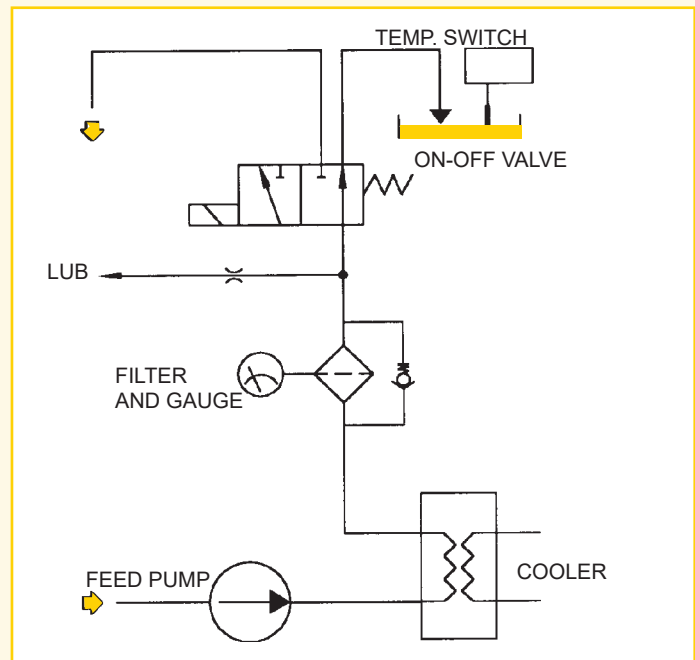 TEMP. SWITCH
ON-OFF VALVE
LUB
FILTER
AND GAUGE
FEED PUMP
COOLER